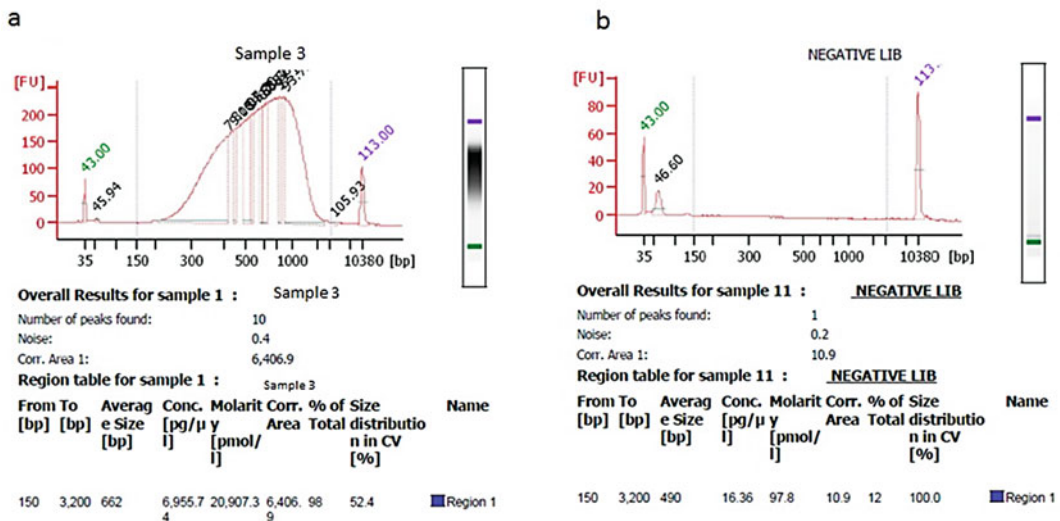 a
Sample 3
[FU]
200
150
100
50
0
43.00
45.94
105.93
113.00
35 300 500 1000 10380 [bp]
Overall Results for sample 1 : Sample 3
Number of peaks found: 10
Noise: 0.4
Corr. Area 1: 6,406.9
Region table for sample 1 : Sample 3
From To Averag Conc. Molarit Corr. % of Size Name
[bp] [bp] e Size [pg/µ y Area Total distributio
[bp] l] [pmol/ n in CV
l] [%]
150 3,200 662 6,955.7 20,907.3 6,406. 98 52.4 Region 1
4 9
b
NEGATIVE LIB
[FU]
80
60
40
20
0
43.00
46.60
113.
35 150 300 500 1000 10380 [bp]
Overall Results for sample 11 : NEGATIVE LIB
Number of peaks found: 1
Noise: 0.2
Corr. Area 1: 10.9
Region table for sample 11 : NEGATIVE LIB
From To Averag Conc. Molarit Corr. % of Size Name
[bp] [bp] e Size [pg/µ y Area Total distributio
[bp] l] [pmol/ n in CV
l] [%]
150 3,200 490 16.36 97.8 10.9 12 100.0 Region 1